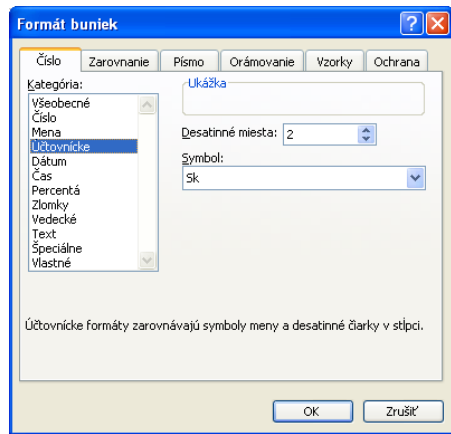 Formát buniek
Číslo Zarovnanie Písmo Orámovanie Vzorky Ochrana
Kategória:
Všeobecné
Číslo
Mena
Účtovnícke
Dátum
Čas
Percentá
Zlomky
Vedecké
Text
Špeciálne
Vlastné
Ukážka
Desatinné miesta: 2
Symbol:
Sk
Účtovnícke formáty zarovnávajú symboly meny a desatinné čiarky v stĺpci.
OK Zrušiť